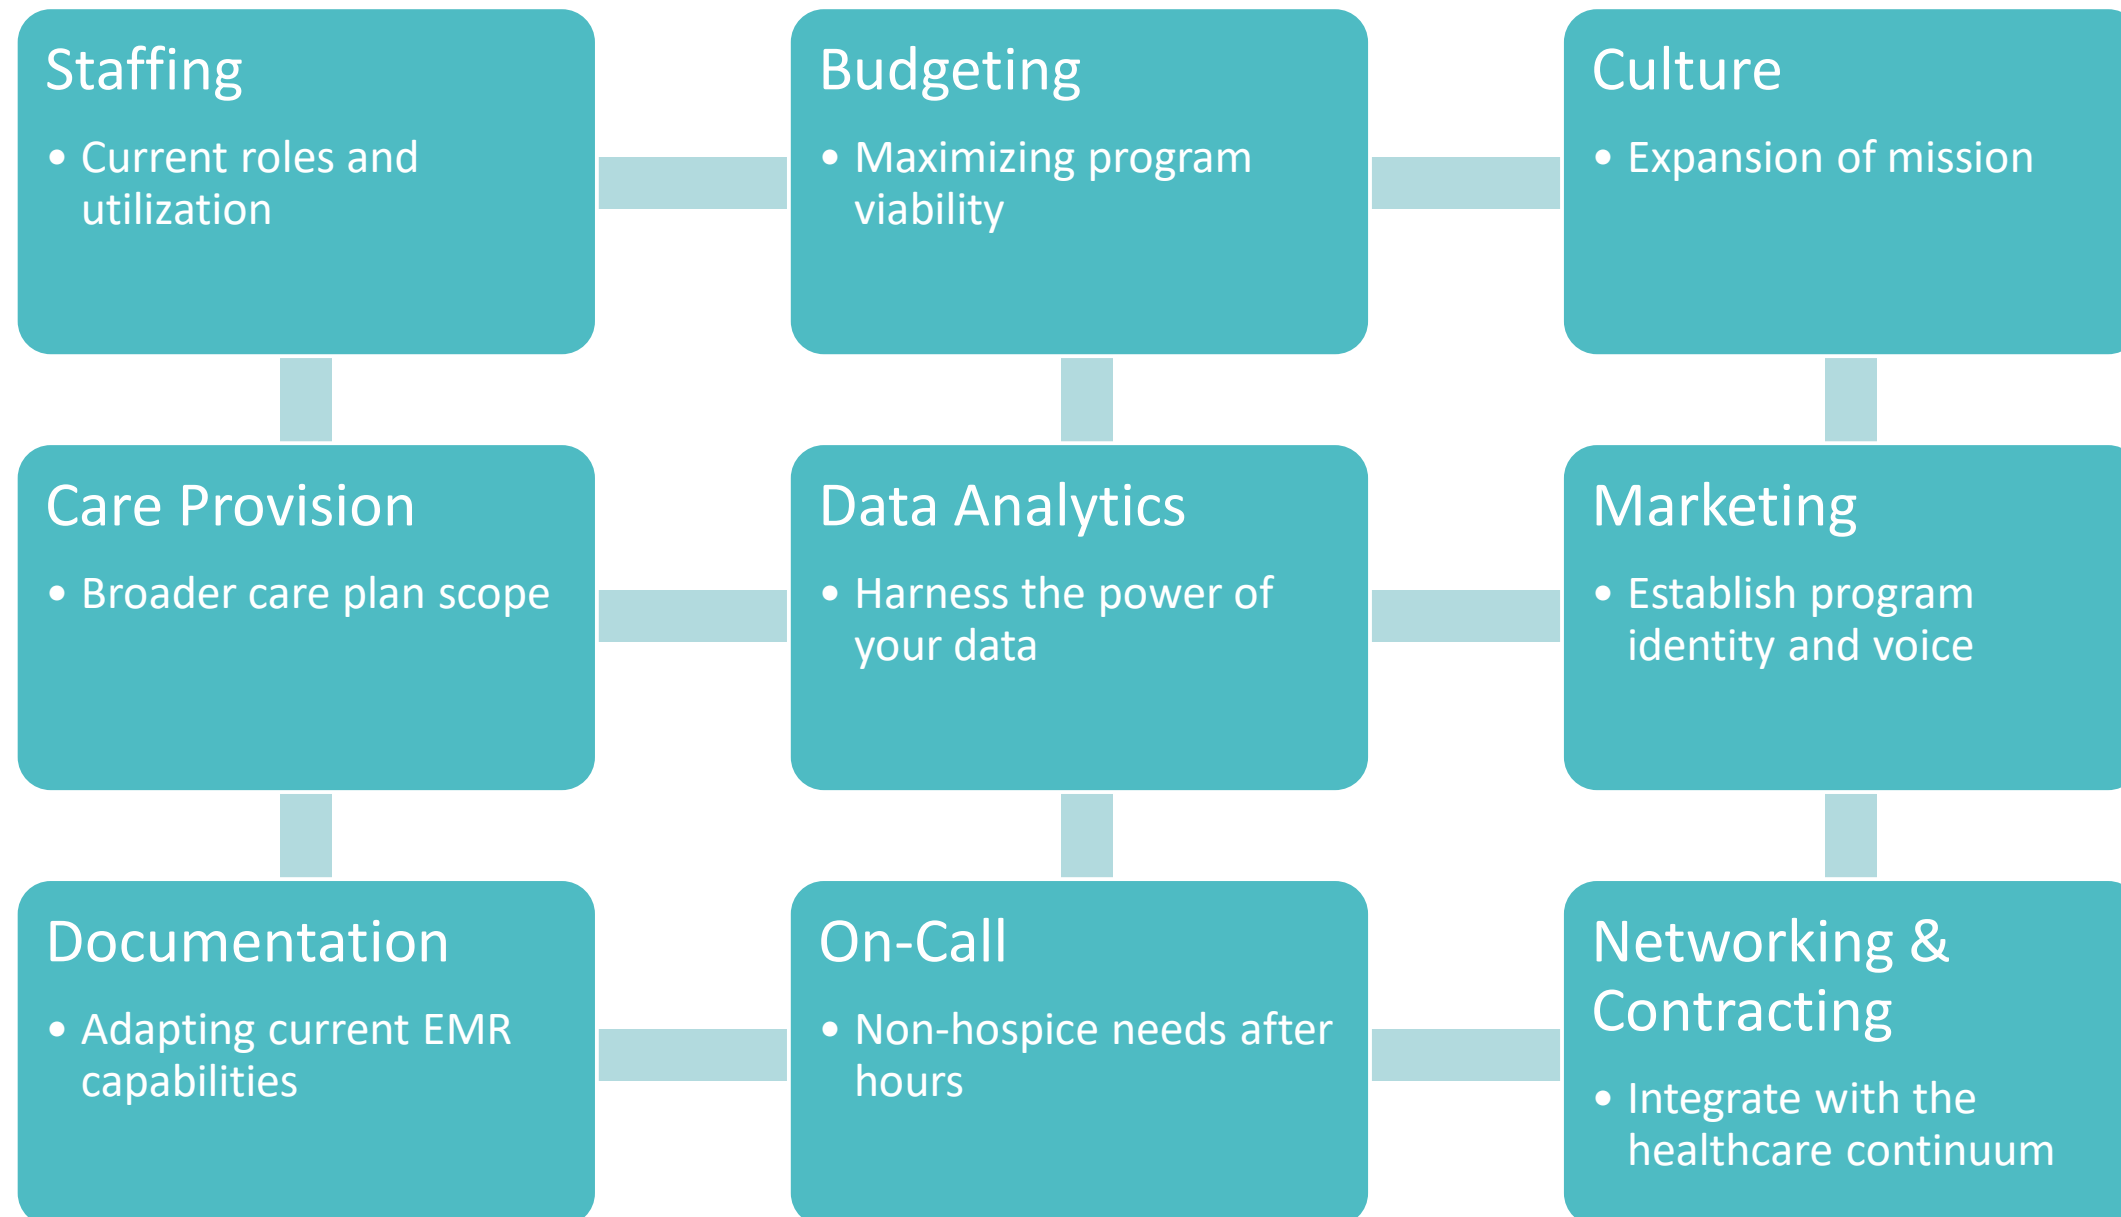 Staffing
• Current roles and
utilization
Budgeting
• Maximizing program
viability
Culture
• Expansion of mission
Care Provision
• Broader care plan scope
Data Analytics
• Harness the power of
your data
Marketing
• Establish program
identity and voice
Documentation
• Adapting current EMR
capabilities
On-Call
• Non-hospice needs after
hours
Networking &
Contracting
• Integrate with the
healthcare continuum